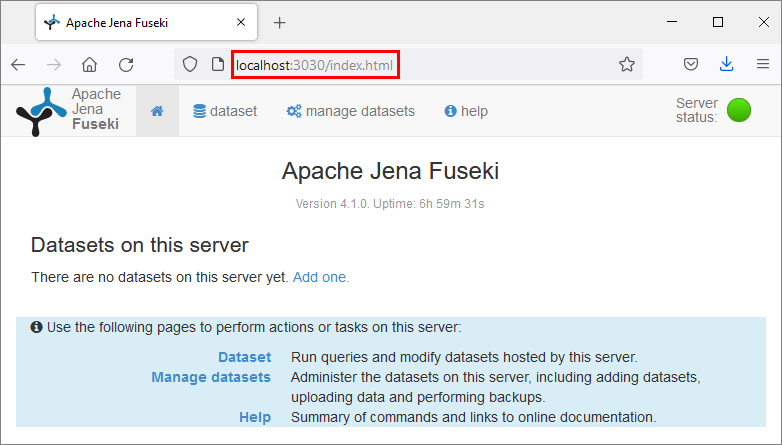 Apache Jena Fuseki
localhost:3030/index.html
Apache
Jena
Fuseki
dataset
manage datasets
help
Server
status:
Apache Jena Fuseki
Version 4.1.0. Uptime: 6h 59m 31s
Datasets on this server
There are no datasets on this server yet. Add one.
Use the following pages to perform actions or tasks on this server:
Dataset Run queries and modify datasets hosted by this server.
Manage datasets Administer the datasets on this server, including adding datasets,
uploading data and performing backups.
Help Summary of commands and links to online documentation.